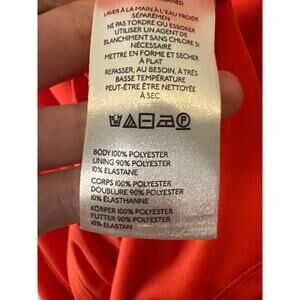 LAVER À LA MAIN À L'EAU FROIDE
SÉPARÉMEN
NE PAS TORDRE OU ESSORER
UTILISER UN AGENT DE
BLANCHIMENT SANS CHLORE SI
NÉCESSAIRE
METTRE EN FORME ET SECHER
À PLAT
REPASSER, AU BESOIN, À TRÈS
BASSE TEMPÉRATURE
PEUT-ÊTRE ÊTRE NETTOYÉ
À SEC
P
BODY 100% POLYESTER
LINING 90% POLYESTER
10% ELASTANE
CORPS 100% POLYESTER
DOUBLURE 90% POLYESTER
10% ÉLASTHANNE
KÖRPER 100% POLYESTER
FUTTER 90% POLYESTER
10% ELASTAN